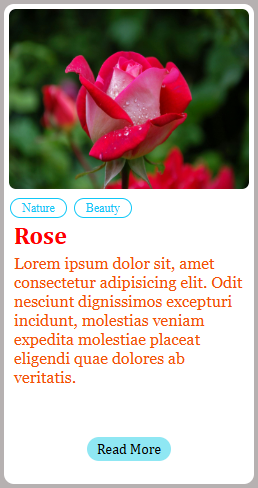 Nature Beauty
Rose
Lorem ipsum dolor sit, amet
consectetur adipisicing elit. Odit
nesciunt dignissimos excepturi
incidunt, molestias veniam
expedita molestiae placeat
eligendi quae dolores ab
veritatis.
Read More